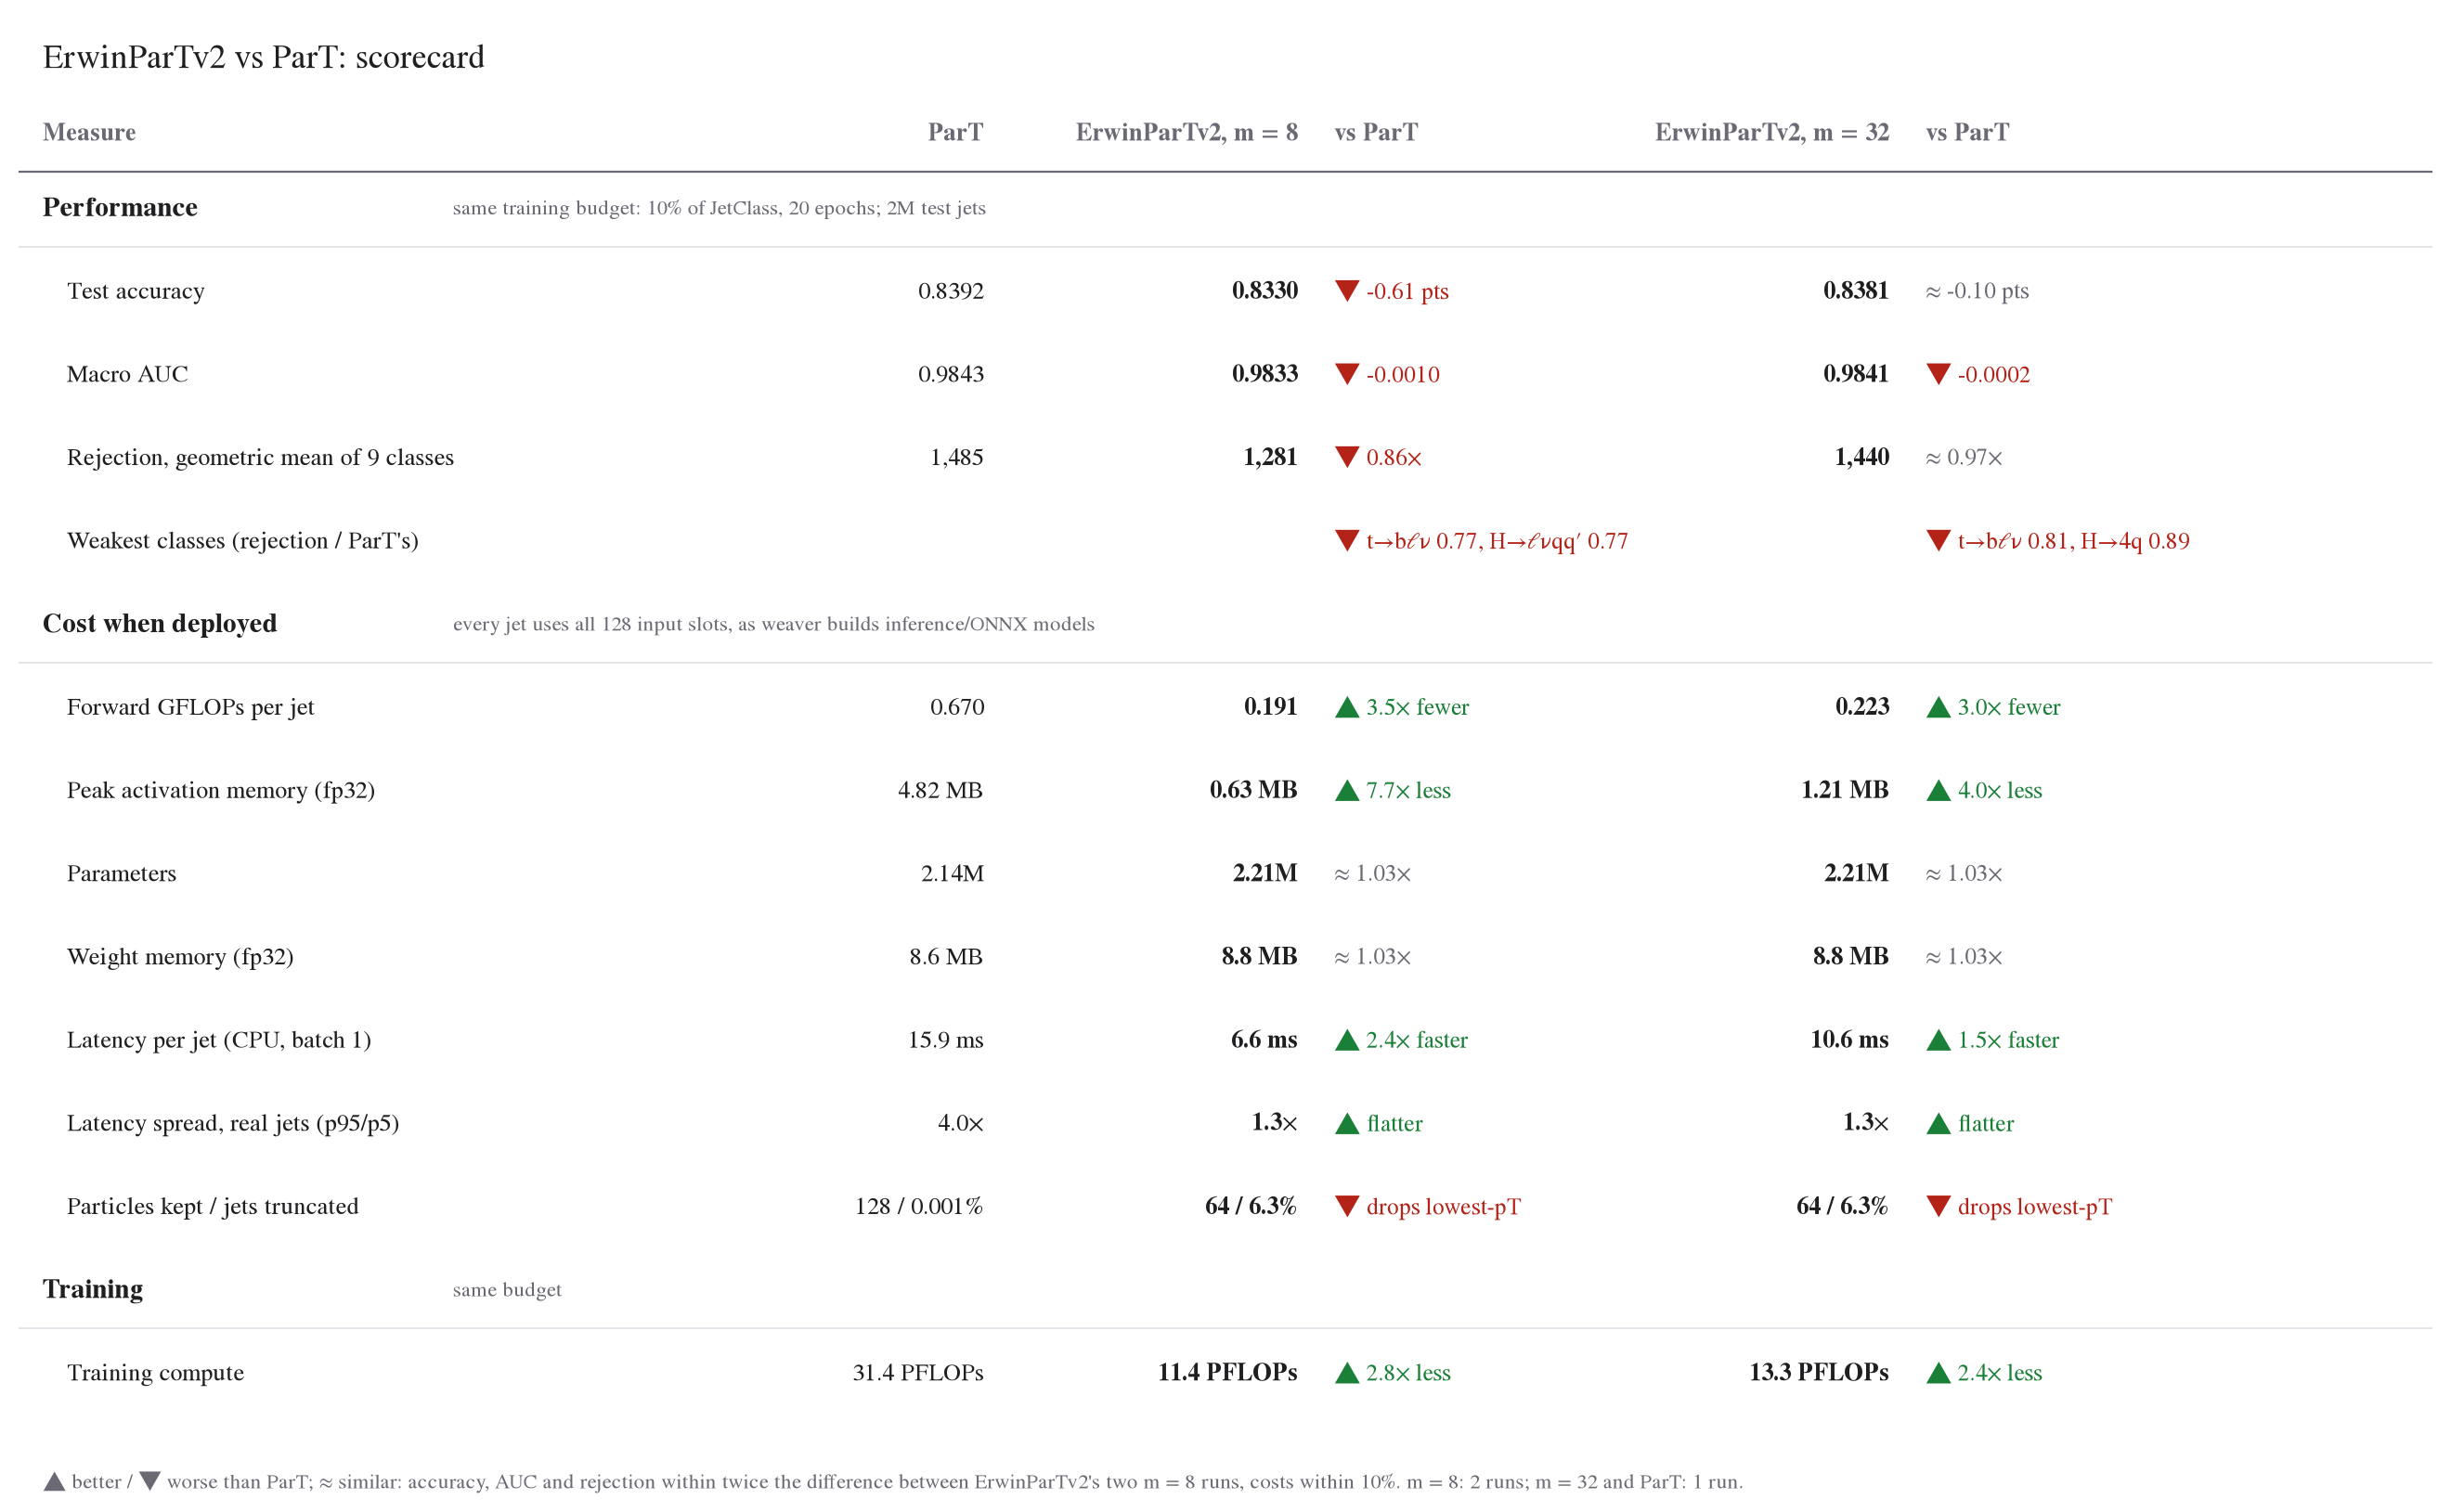 ErwinParTv2 vs ParT: scorecard
Measure ParT ErwinParTv2, m = 8 vs ParT ErwinParTv2, m = 32 vs ParT
Performance same training budget: 10% of JetClass, 20 epochs; 2M test jets
Test accuracy 0.8392 0.8330 ▼ -0.61 pts 0.8381 ≈ -0.10 pts
Macro AUC 0.9843 0.9833 ▼ -0.0010 0.9841 ▼ -0.0002
Rejection, geometric mean of 9 classes 1,485 1,281 ▼ 0.86× 1,440 ≈ 0.97×
Weakest classes (rejection / ParT's) ▼ t→bℓν 0.77, H→ℓνqq′ 0.77 ▼ t→bℓν 0.81, H→4q 0.89
Cost when deployed every jet uses all 128 input slots, as weaver builds inference/ONNX models
Forward GFLOPs per jet 0.670 0.191 ▲ 3.5× fewer 0.223 ▲ 3.0× fewer
Peak activation memory (fp32) 4.82 MB 0.63 MB ▲ 7.7× less 1.21 MB ▲ 4.0× less
Parameters 2.14M 2.21M ≈ 1.03× 2.21M ≈ 1.03×
Weight memory (fp32) 8.6 MB 8.8 MB ≈ 1.03× 8.8 MB ≈ 1.03×
Latency per jet (CPU, batch 1) 15.9 ms 6.6 ms ▲ 2.4× faster 10.6 ms ▲ 1.5× faster
Latency spread, real jets (p95/p5) 4.0× 1.3× ▲ flatter 1.3× ▲ flatter
Particles kept / jets truncated 128 / 0.001% 64 / 6.3% ▼ drops lowest-pT 64 / 6.3% ▼ drops lowest-pT
Training same budget
Training compute 31.4 PFLOPs 11.4 PFLOPs ▲ 2.8× less 13.3 PFLOPs ▲ 2.4× less
▲ better / ▼ worse than ParT; ≈ similar: accuracy, AUC and rejection within twice the difference between ErwinParTv2's two m = 8 runs, costs within 10%. m = 8: 2 runs; m = 32 and ParT: 1 run.